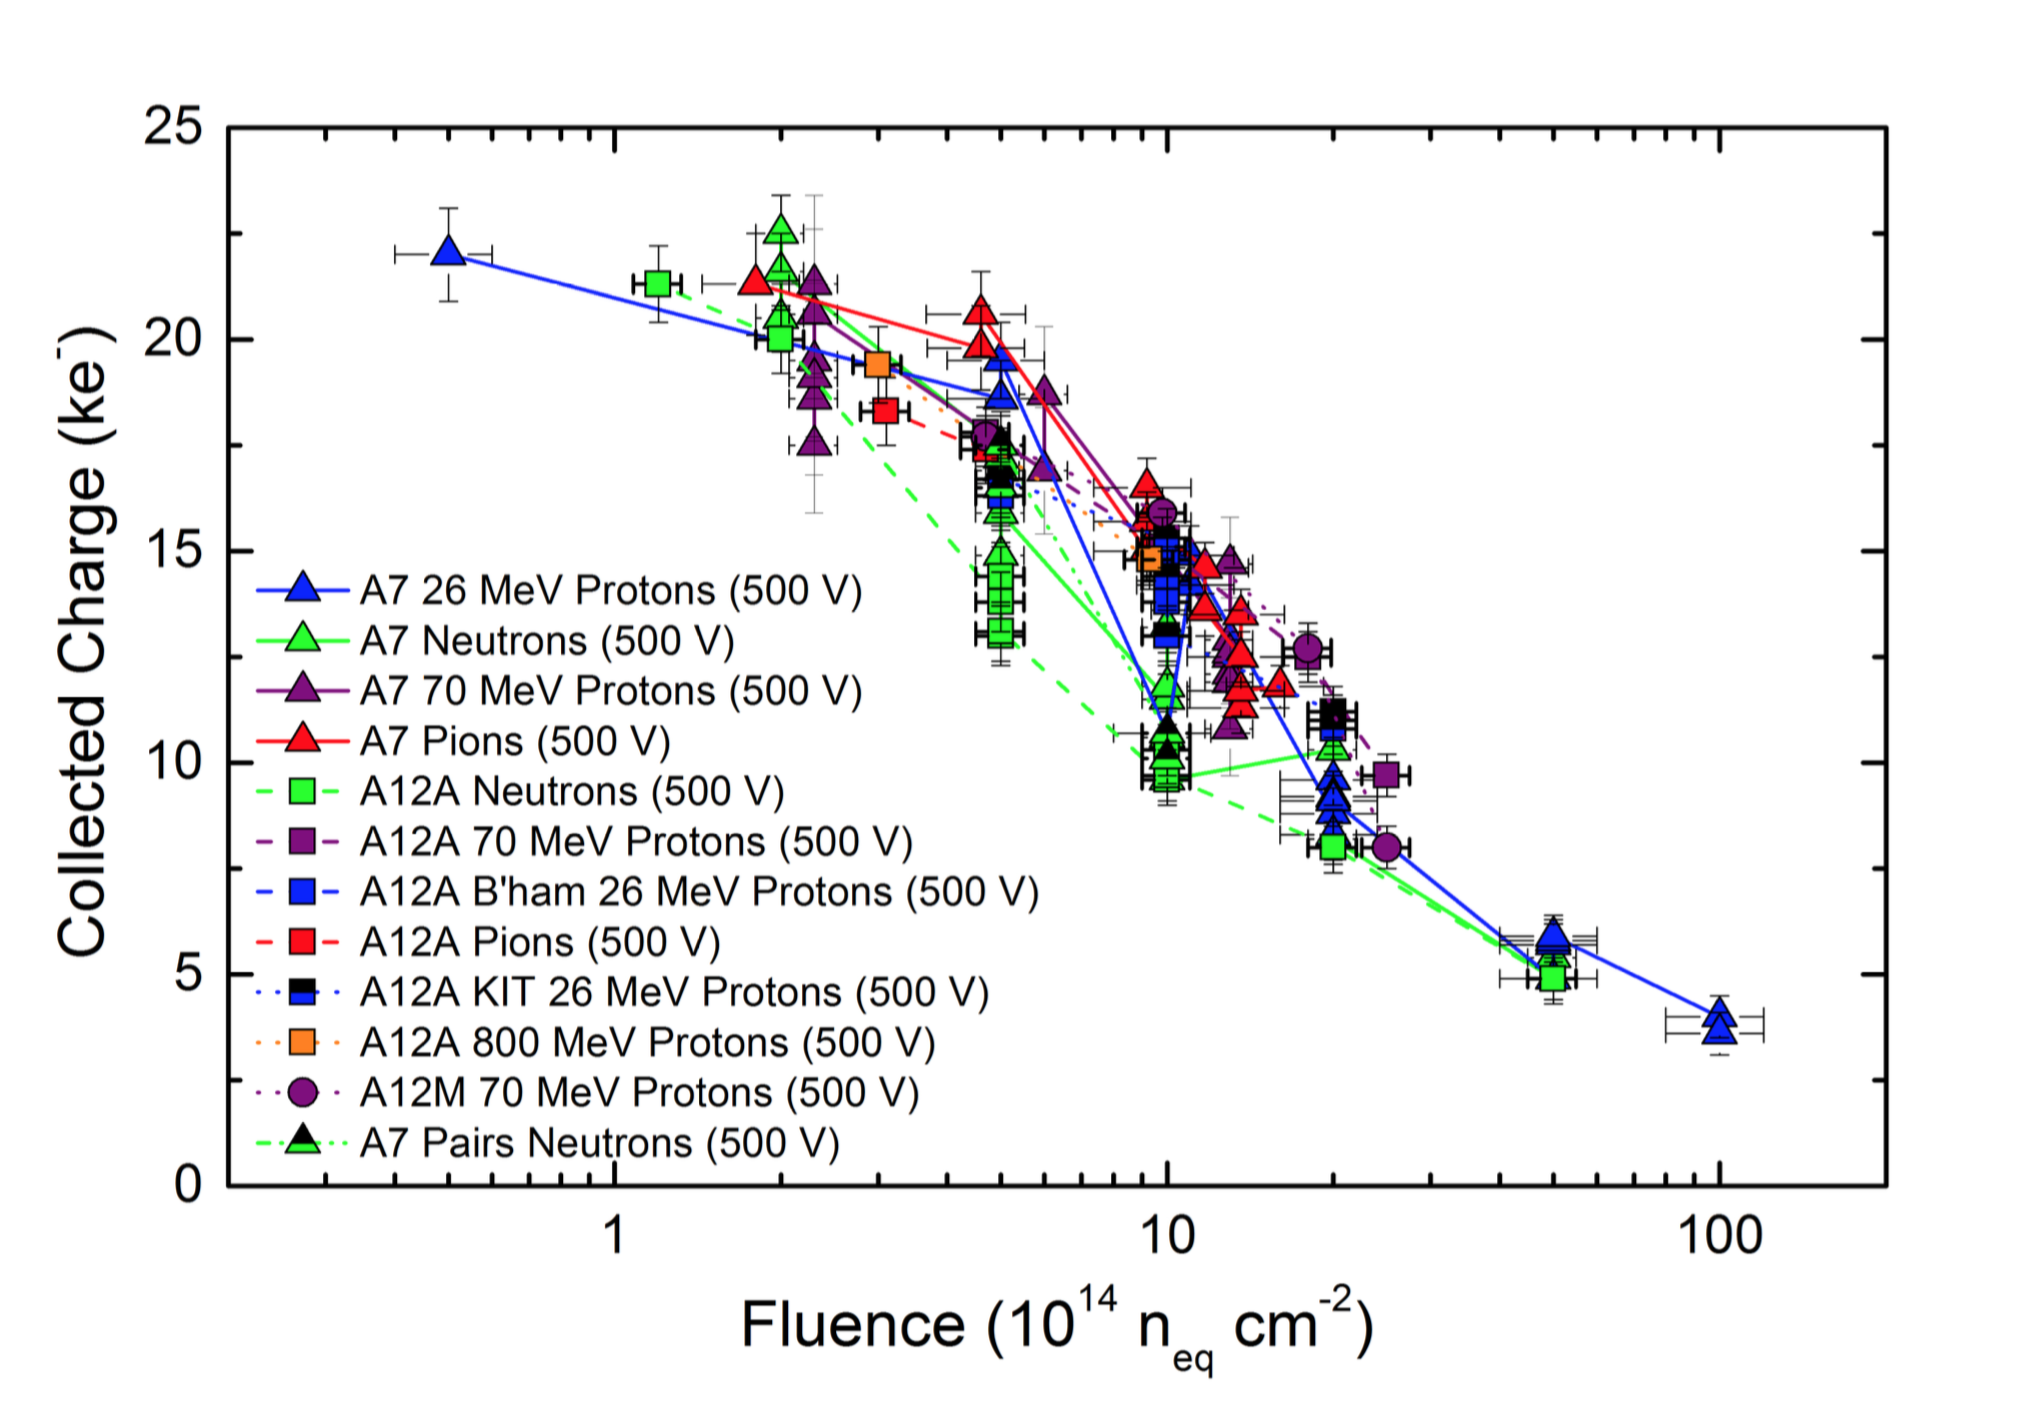 25
20
15
10
5
0
Collected Charge (ke⁻)
A7 26 MeV Protons (500 V)
A7 Neutrons (500 V)
A7 70 MeV Protons (500 V)
A7 Pions (500 V)
A12A Neutrons (500 V)
A12A 70 MeV Protons (500 V)
A12A B'ham 26 MeV Protons (500 V)
A12A Pions (500 V)
A12A KIT 26 MeV Protons (500 V)
A12A 800 MeV Protons (500 V)
A12M 70 MeV Protons (500 V)
A7 Pairs Neutrons (500 V)
1 10 100
Fluence (10¹⁴ n_eq cm⁻²)